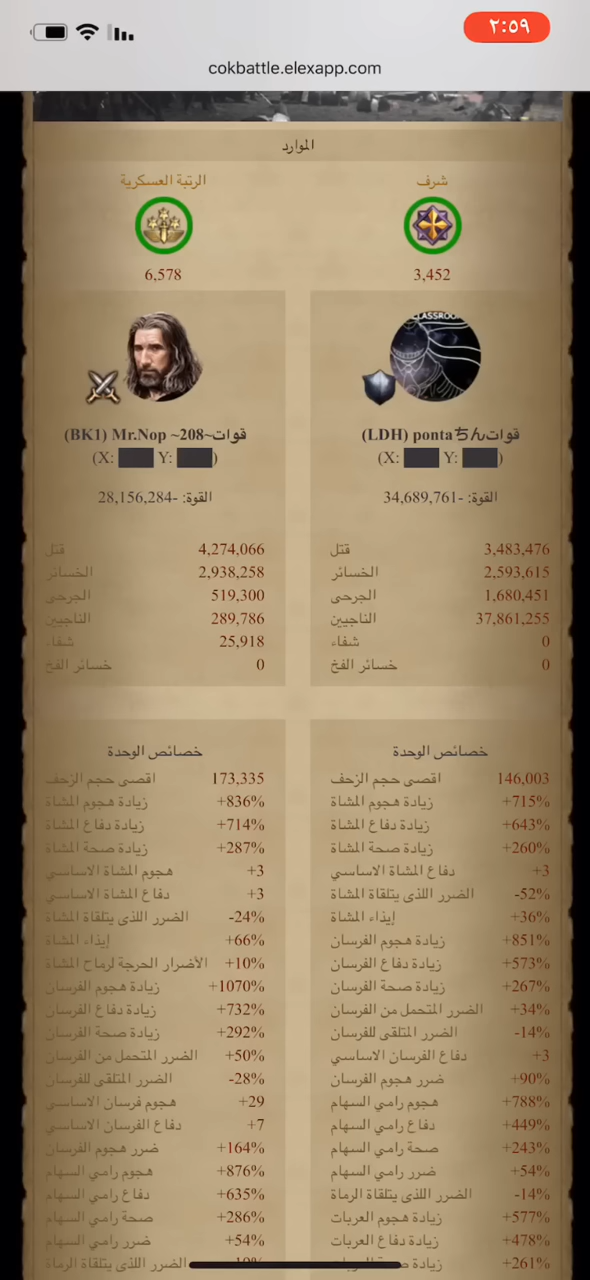 ٢:٥٩
cokbattle.elexapp.com
الموارد
شرف
3,452
الرتبة العسكرية
6,578
CLASSROO
قوات~208~ Mr.Nop (BK1)
(X: Y: )
القوة: -28,156,284
قتل 4,274,066
الخسائر 2,938,258
الجرحى 519,300
الناجيين 289,786
شفاء 25,918
خسائر الفخ 0
قواتpontaちん (LDH)
(X: Y: )
القوة: -34,689,761
قتل 3,483,476
الخسائر 2,593,615
الجرحى 1,680,451
الناجيين 37,861,255
شفاء 0
خسائر الفخ 0
خصائص الوحدة
اقصى حجم الزحف 173,335
زيادة هجوم المشاة +836%
زيادة دفاع المشاة +714%
زيادة صحة المشاة +287%
هجوم المشاة الاساسي +3
دفاع المشاة الاساسي +3
الضرر اللذى يتلقاة المشاة -24%
إيذاء المشاة +66%
الأضرار الحرجة لرماح المشاة +10%
زيادة هجوم الفرسان +1070%
زيادة دفاع الفرسان +732%
زيادة صحة الفرسان +292%
الضرر المتحمل من الفرسان +50%
الضرر المتلقى للفرسان -28%
هجوم فرسان الاساسي +29
دفاع الفرسان الاساسي +7
ضرر هجوم الفرسان +164%
هجوم رامي السهام +876%
دفاع رامي السهام +635%
صحة رامي السهام +286%
ضرر رامي السهام +54%
الضرر اللذى يتلقاة الرماة
خصائص الوحدة
اقصى حجم الزحف 146,003
زيادة هجوم المشاة +715%
زيادة دفاع المشاة +643%
زيادة صحة المشاة +260%
دفاع المشاة الاساسي +3
الضرر اللذى يتلقاة المشاة -52%
إيذاء المشاة +36%
زيادة هجوم الفرسان +851%
زيادة دفاع الفرسان +573%
زيادة صحة الفرسان +267%
الضرر المتحمل من الفرسان +34%
الضرر المتلقى للفرسان -14%
دفاع الفرسان الاساسي +3
ضرر هجوم الفرسان +90%
هجوم رامي السهام +788%
دفاع رامي السهام +449%
صحة رامي السهام +243%
ضرر رامي السهام +54%
الضرر اللذى يتلقاة الرماة -14%
زيادة هجوم العربات +577%
زيادة دفاع العربات +478%
زيادة +261%